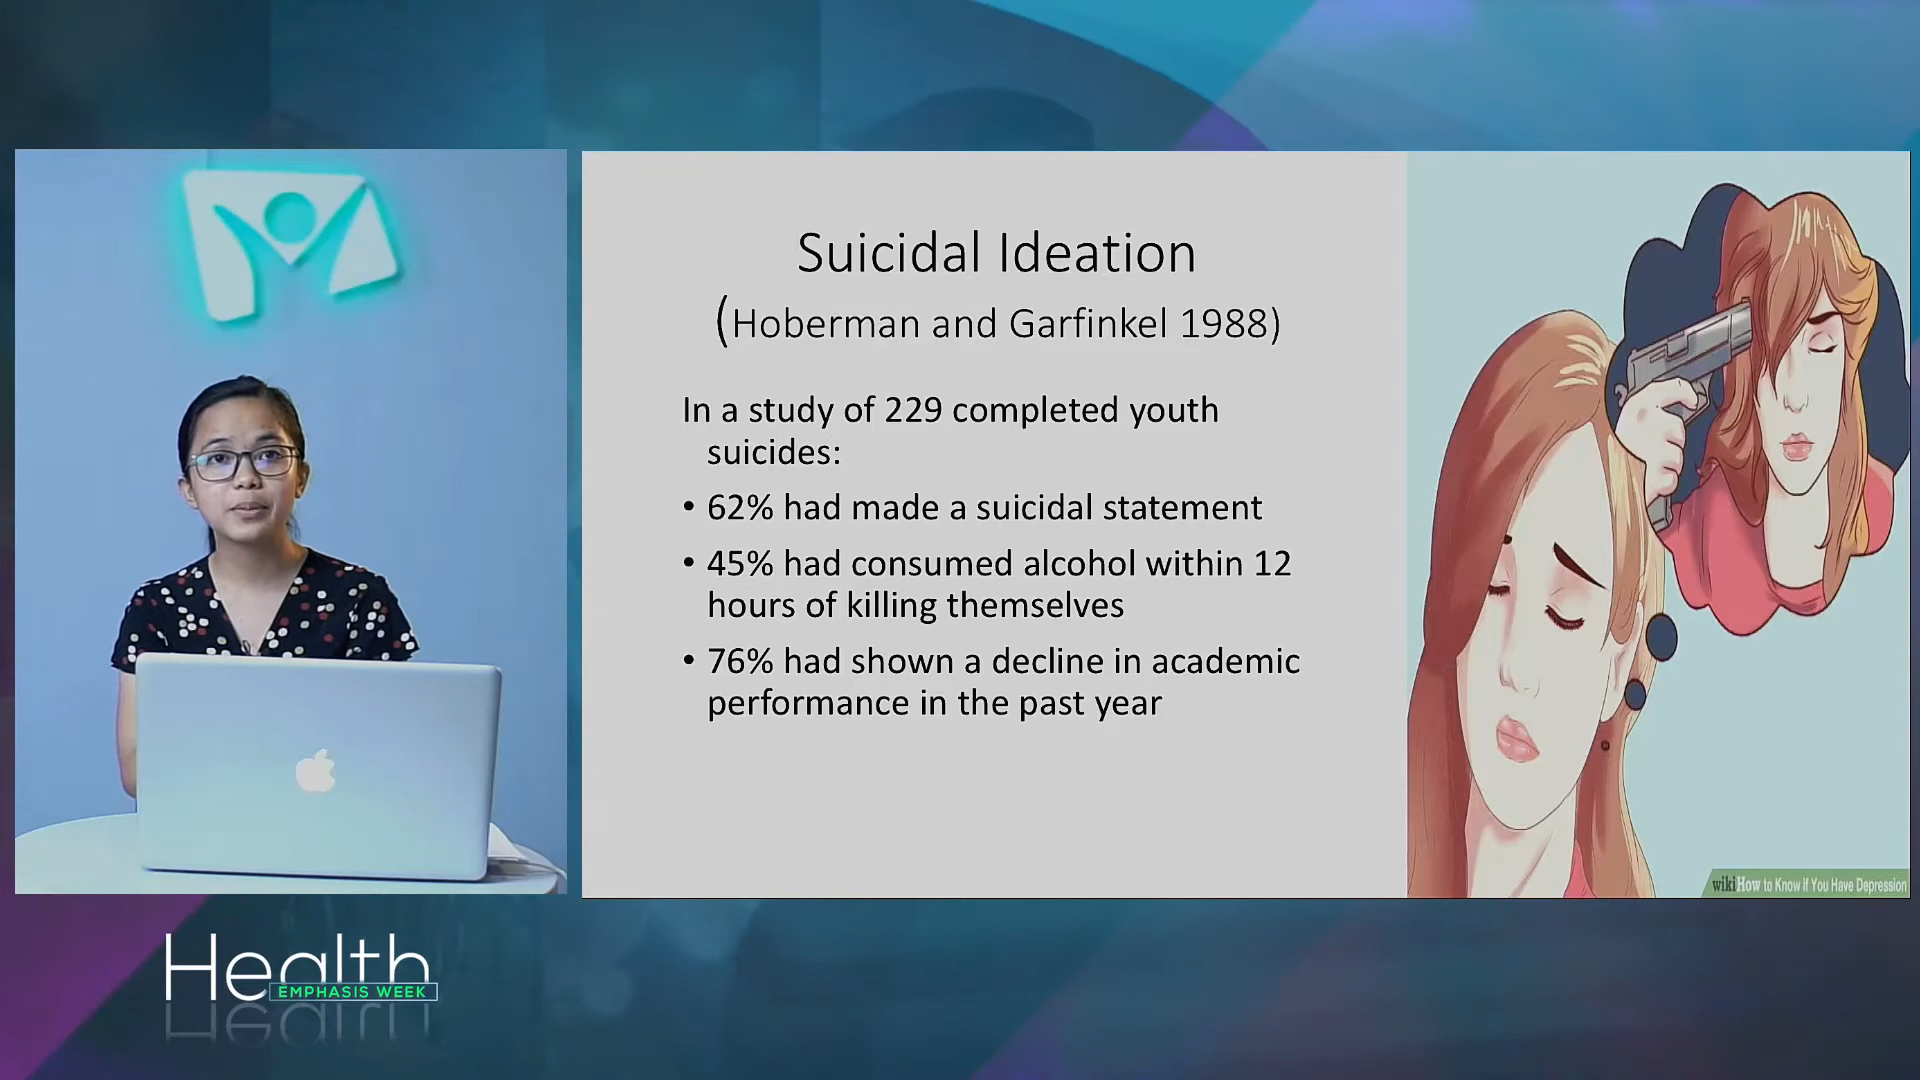 Suicidal Ideation
(Hoberman and Garfinkel 1988)
In a study of 229 completed youth
suicides:
• 62% had made a suicidal statement
• 45% had consumed alcohol within 12
hours of killing themselves
• 76% had shown a decline in academic
performance in the past year
wikiHow to Know if You Have Depression
Health
EMPHASIS WEEK